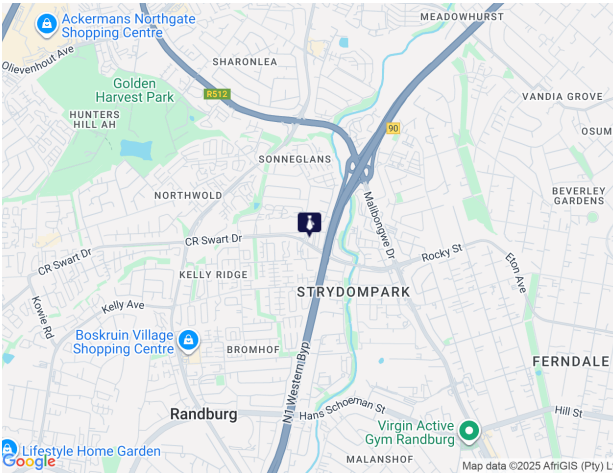 MEADOWHURST
Ackermans Northgate
Shopping Centre
Olievenhout Ave
SHARONLEA
Golden
Harvest Park
R512
VANDIA GROVE
HUNTERS
HILL AH
90
OSUM
SONNEGLANS
NORTHWOLD
BEVERLEY
GARDENS
Malibongwe Dr
CR Swart Dr
CR Swart Dr
Rocky St
Eton Ave
KELLY RIDGE
STRYDOMPARK
Kelly Ave
Kowie Rd
Boskruin Village
Shopping Centre
BROMHOF
N1 Western Byp
FERNDALE
Randburg
Hans Schoeman St
Hill St
Virgin Active
Gym Randburg
Lifestyle Home Garden
MALANSHOF
Google
Map data ©2025 AfriGIS (Pty) L